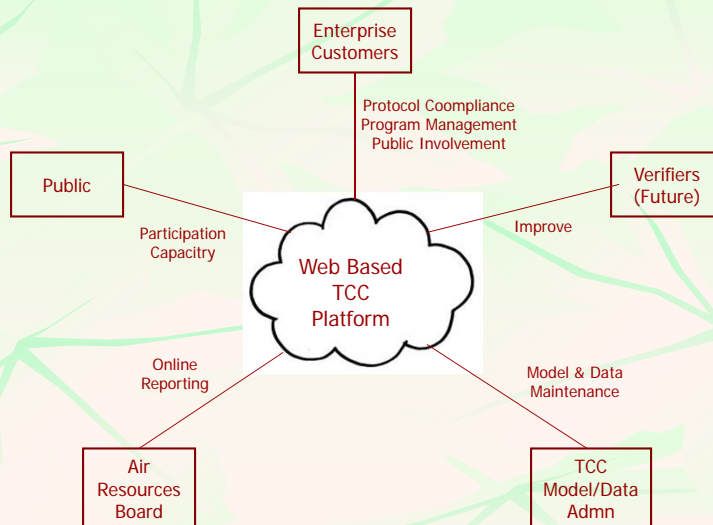 Enterprise
Customers
Protocol Coompliance
Program Management
Public Involvement
Public
Verifiers
(Future)
Participation
Capacitry
Improve
Web Based
TCC
Platform
Online
Reporting
Model & Data
Maintenance
Air
Resources
Board
TCC
Model/Data
Admn